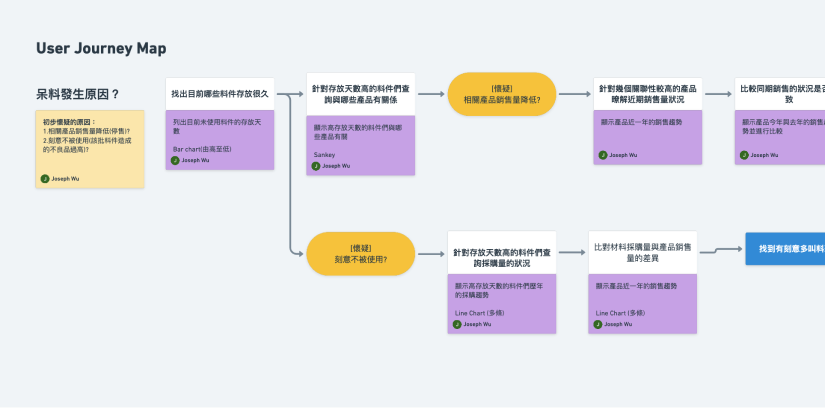 User Journey Map
呆料發生原因？
初步懷疑的原因：
1.相關產品銷售量降低(停售)?
2.刻意不被使用(該批料件造成
的不良品過高)?
J Joseph Wu
找出目前哪些料件存放很久
列出目前未使用料件的存放天
數
Bar chart(由高至低)
J Joseph Wu
針對存放天數高的料件們查
詢與哪些產品有關係
顯示高存放天數的料件們與哪
些產品有關
Sankey
J Joseph Wu
[懷疑]
相關產品銷售量降低?
針對幾個關聯性較高的產品
瞭解近期銷售量狀況
顯示產品近一年的銷售趨勢
J Joseph Wu
比較同期銷售的狀況是否
致
顯示產品今年與去年的銷售
勢並進行比較
J Joseph Wu
[懷疑]
刻意不被使用?
針對存放天數高的料件們查
詢採購量的狀況
顯示高存放天數的料件們歷年
的採購趨勢
Line Chart (多條)
J Joseph Wu
比對材料採購量與產品銷售
量的差異
顯示產品近一年的銷售趨勢
Line Chart (多條)
J Joseph Wu
找到有刻意多叫料